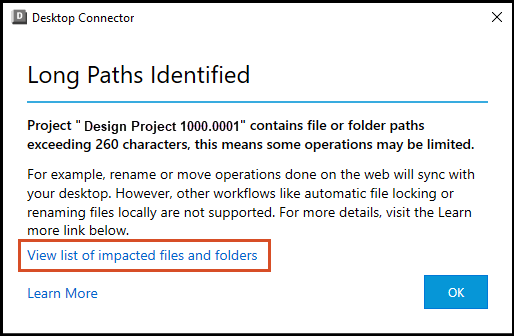 D Desktop Connector
Long Paths Identified
Project "Design Project 1000.0001" contains file or folder paths
exceeding 260 characters, this means some operations may be limited.
For example, rename or move operations done on the web will sync with
your desktop. However, other workflows like automatic file locking or
renaming files locally are not supported. For more details, visit the Learn
more link below.
View list of impacted files and folders
Learn More
OK